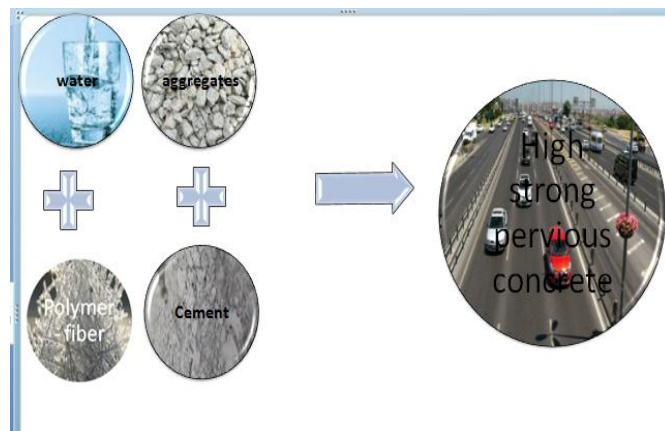 water
aggregates
Polymer
-fiber
Cement
High
strong
pervious
concrete